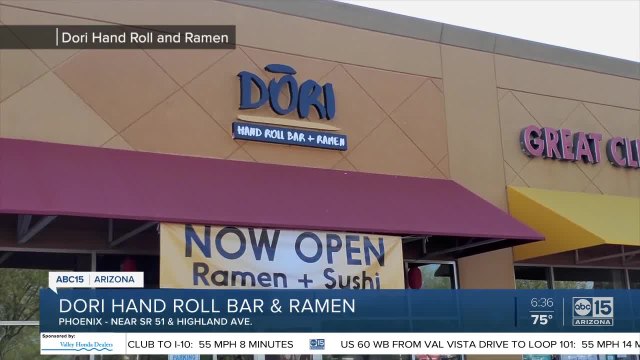 Dori Hand Roll and Ramen
DŌRI
HAND ROLL BAR + RAMEN
GREAT CL
NOW OPEN
Ramen + Sushi
ABC15 ARIZONA
DORI HAND ROLL BAR & RAMEN
PHOENIX - NEAR SR 51 & HIGHLAND AVE.
6:36
75°
abc15
ARIZONA
Sponsored by:
Valley Honda Dealers
CLUB TO I-10: 55 MPH 8 MINUTES
abc15
US 60 WB FROM VAL VISTA DRIVE TO LOOP 101: 55 MPH 14 M